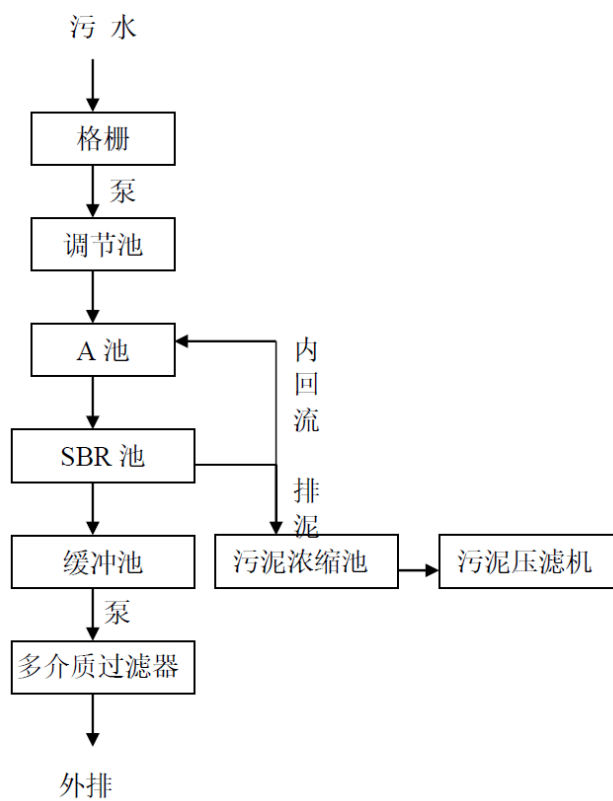 污 水
格栅
泵
调节池
A 池
内
回
流
SBR 池
排
泥
缓冲池
污泥浓缩池
污泥压滤机
泵
多介质过滤器
外排